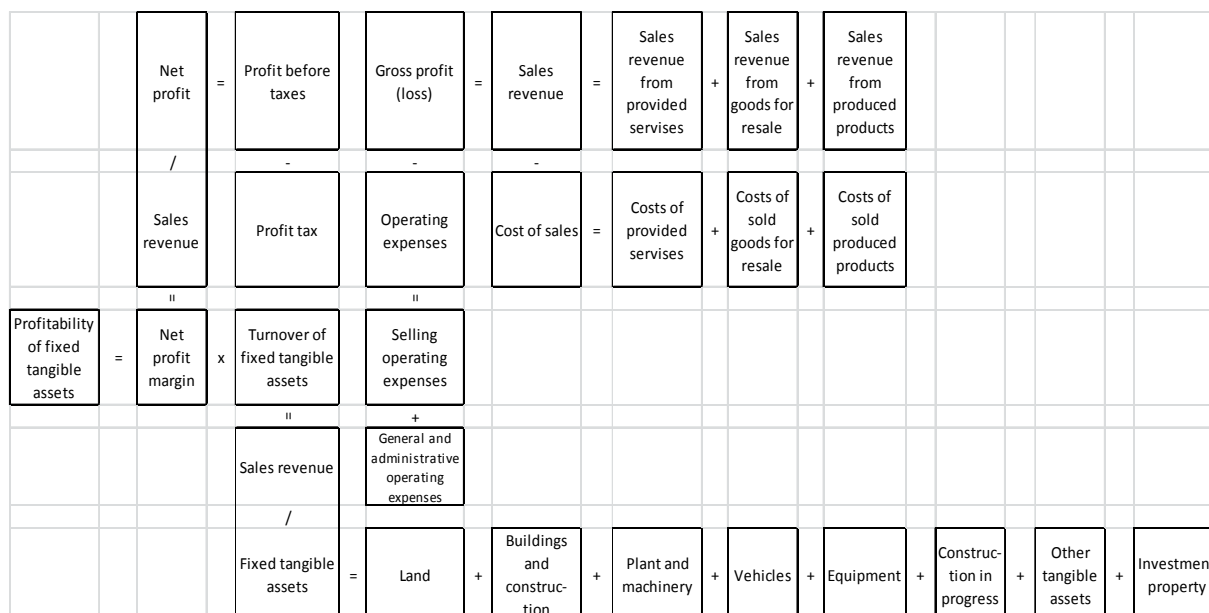 Net
profit
=
Profit before
taxes
Gross profit
(loss)
=
Sales
revenue
=
Sales
revenue
from
provided
servises
+
Sales
revenue
from
goods for
resale
+
Sales
revenue
from
produced
products
/
-
-
-
Sales
revenue
Profit tax
Operating
expenses
Cost of sales
=
Costs of
provided
servises
+
Costs of
sold
goods for
resale
+
Costs of
sold
produced
products
=
=
Profitability
of fixed
tangible
assets
=
Net
profit
margin
x
Turnover of
fixed tangible
assets
Selling
operating
expenses
=
+
Sales revenue
General and
administrative
operating
expenses
/
Fixed tangible
assets
=
Land
+
Buildings
and
construc-
tion
+
Plant and
machinery
+
Vehicles
+
Equipment
+
Construc-
tion in
progress
+
Other
tangible
assets
+
Investmen
property